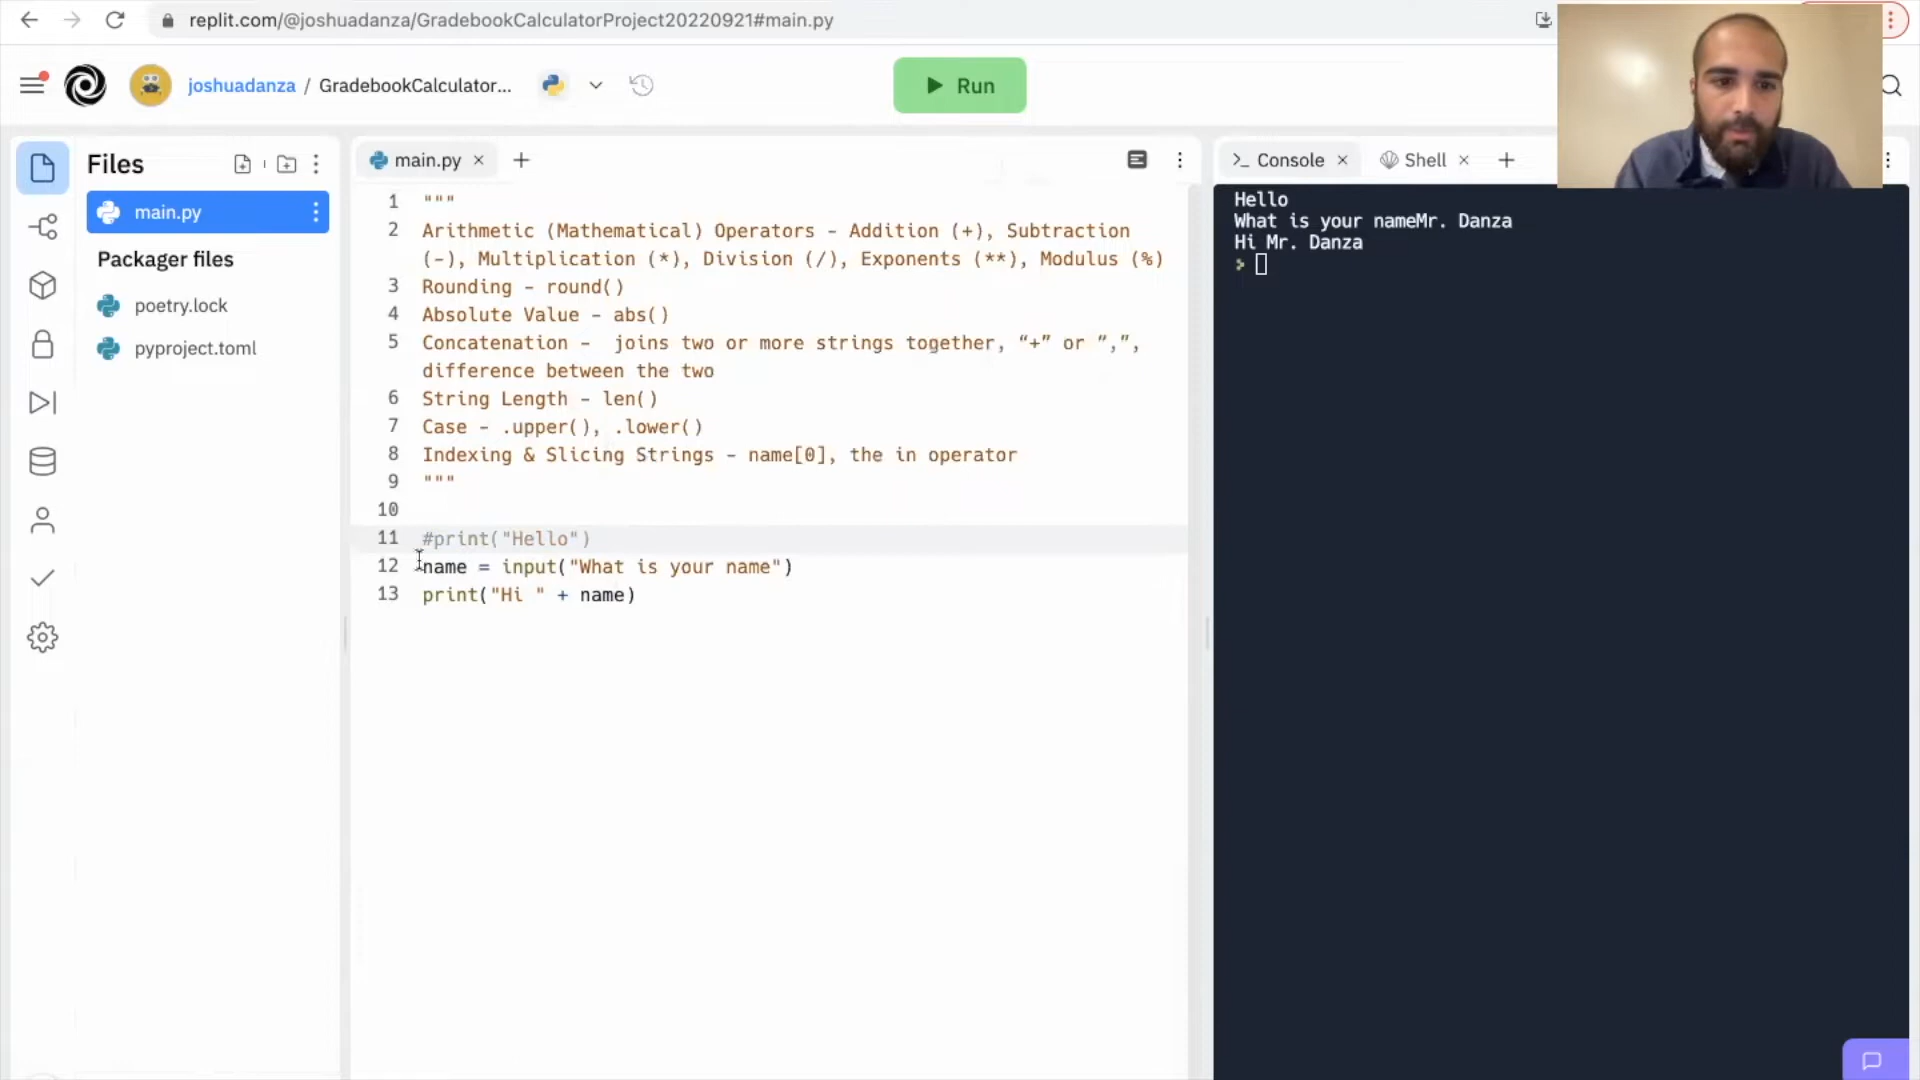 replit.com/@joshuadanza/GradebookCalculatorProject20220921#main.py
joshuadanza / GradebookCalculator...
Run
Files
main.py
Packager files
poetry.lock
pyproject.toml
main.py
1 """
2 Arithmetic (Mathematical) Operators - Addition (+), Subtraction
(-), Multiplication (*), Division (/), Exponents (**), Modulus (%)
3 Rounding - round()
4 Absolute Value - abs()
5 Concatenation -  joins two or more strings together, “+” or ”,”,
difference between the two
6 String Length - len()
7 Case - .upper(), .lower()
8 Indexing & Slicing Strings - name[0], the in operator
9 """
10
11 #print("Hello")
12 name = input("What is your name")
13 print("Hi " + name)
Console
Shell
Hello
What is your nameMr. Danza
Hi Mr. Danza